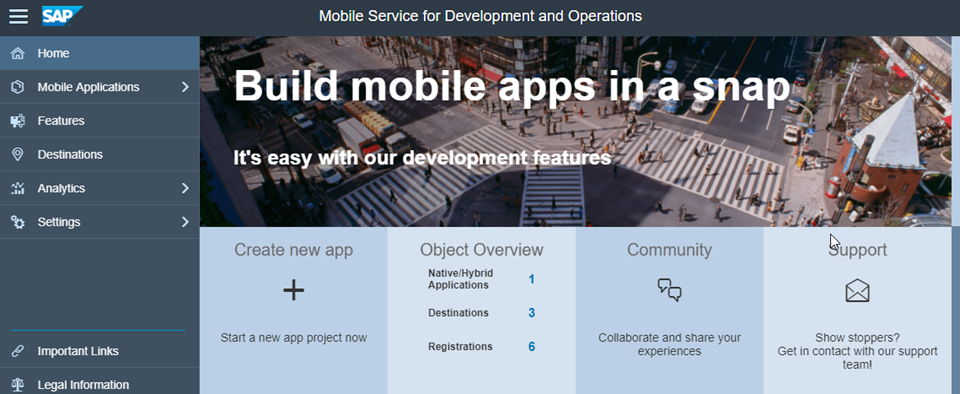 SAP
Mobile Service for Development and Operations
Home
Mobile Applications
Features
Destinations
Analytics
Settings
Important Links
Legal Information
Build mobile apps in a snap
It's easy with our development features
Create new app
Start a new app project now
Object Overview
Native/Hybrid
Applications 1
Destinations 3
Registrations 6
Community
Collaborate and share your
experiences
Support
Show stoppers?
Get in contact with our support
team!